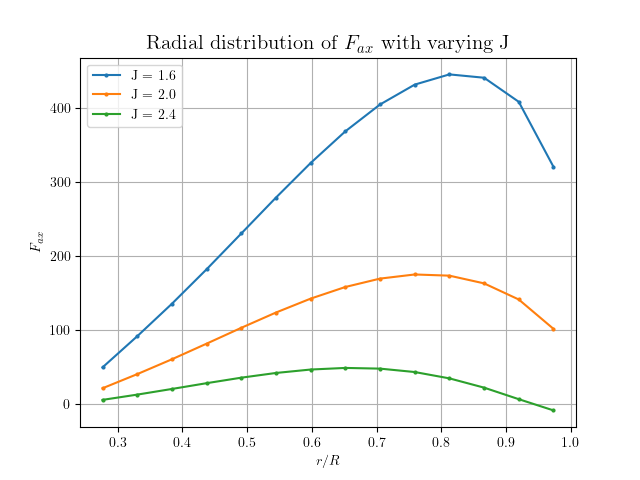 Radial distribution of F_ax with varying J
J = 1.6
J = 2.0
J = 2.4
400
300
200
100
0
F_ax
0.3 0.4 0.5 0.6 0.7 0.8 0.9 1.0
r/R